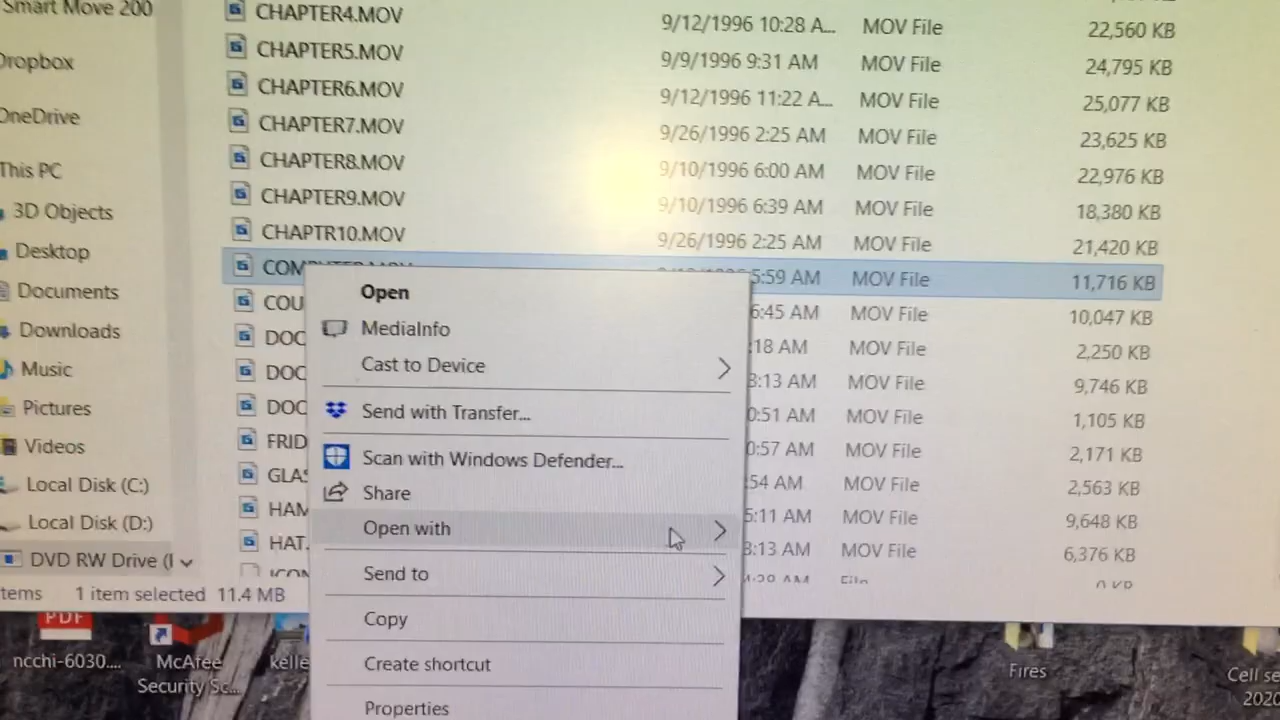 Smart Move 200
Dropbox
OneDrive
This PC
3D Objects
Desktop
Documents
Downloads
Music
Pictures
Videos
Local Disk (C:)
Local Disk (D:)
DVD RW Drive (
CHAPTER4.MOV 9/12/1996 10:28 A... MOV File 22,560 KB
CHAPTER5.MOV 9/9/1996 9:31 AM MOV File 24,795 KB
CHAPTER6.MOV 9/12/1996 11:22 A... MOV File 25,077 KB
CHAPTER7.MOV 9/26/1996 2:25 AM MOV File 23,625 KB
CHAPTER8.MOV 9/10/1996 6:00 AM MOV File 22,976 KB
CHAPTER9.MOV 9/10/1996 6:39 AM MOV File 18,380 KB
CHAPTR10.MOV 9/26/1996 2:25 AM MOV File 21,420 KB
COMPUTER.MOV 5:59 AM MOV File 11,716 KB
COU 6:45 AM MOV File 10,047 KB
DOC :18 AM MOV File 2,250 KB
DOC 3:13 AM MOV File 9,746 KB
DOC 0:51 AM MOV File 1,105 KB
FRID 0:57 AM MOV File 2,171 KB
GLAS :54 AM MOV File 2,563 KB
HAM 5:11 AM MOV File 9,648 KB
HAT. 3:13 AM MOV File 6,376 KB
Open
MediaInfo
Cast to Device
Send with Transfer...
Scan with Windows Defender...
Share
Open with
Send to
Copy
Create shortcut
Properties
tems 1 item selected 11.4 MB
PDF
ncchi-6030....
McAfee
Security Sc...
kelle
Fires
Cell se
2020